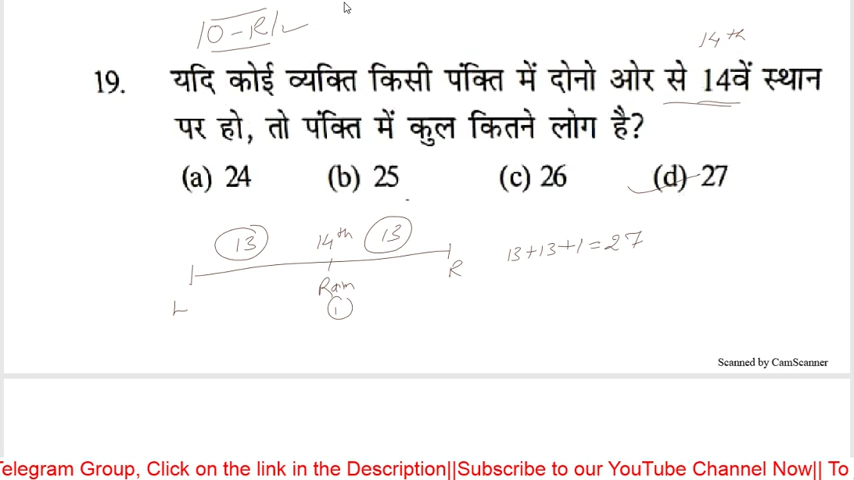 10-R/L
14th
19. यदि कोई व्यक्ति किसी पंक्ति में दोनो ओर से 14वें स्थान
पर हो, तो पंक्ति में कुल कितने लोग है?
(a) 24 (b) 25 (c) 26 (d) 27
13 14th 13 13+13+1=27
L Ram R
1
Scanned by CamScanner
Telegram Group, Click on the link in the Description||Subscribe to our YouTube Channel Now|| To